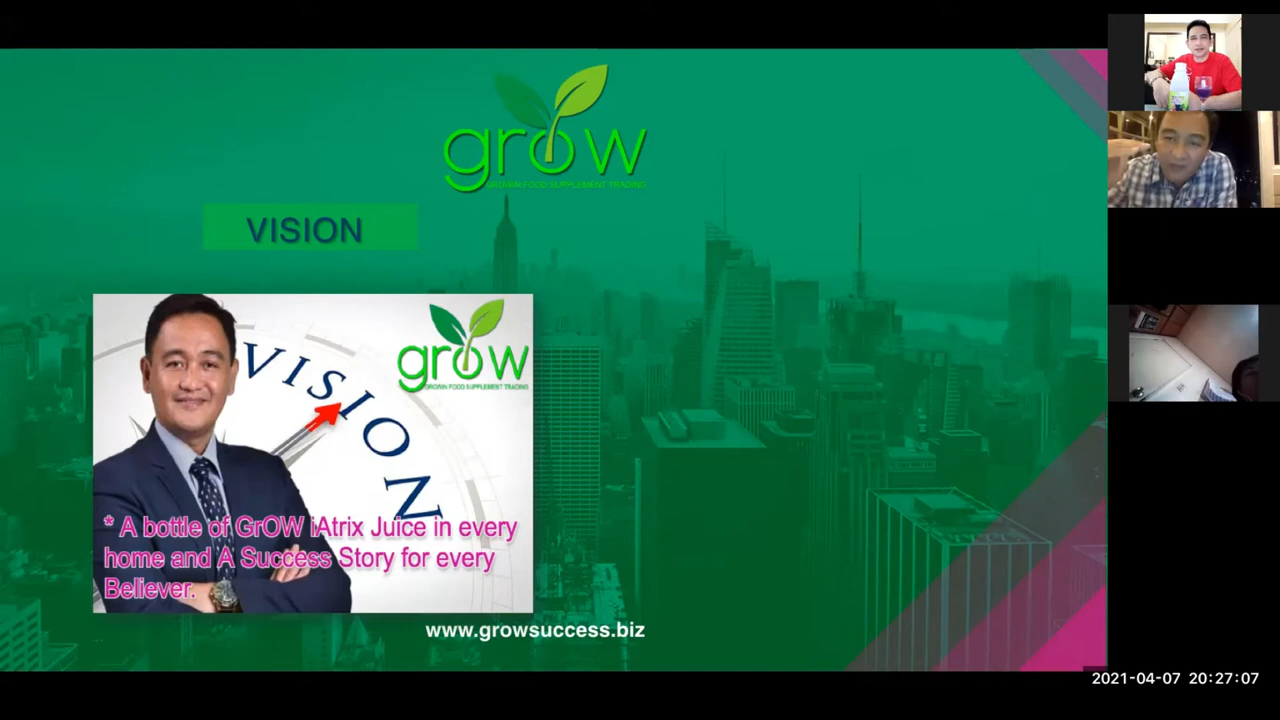 grow
GROWIN FOOD SUPPLEMENT TRADING
VISION
VISION
grow
GROWIN FOOD SUPPLEMENT TRADING
* A bottle of GrOW iAtrix Juice in every
home and A Success Story for every
Believer.
www.growsuccess.biz
2021-04-07 20:27:07